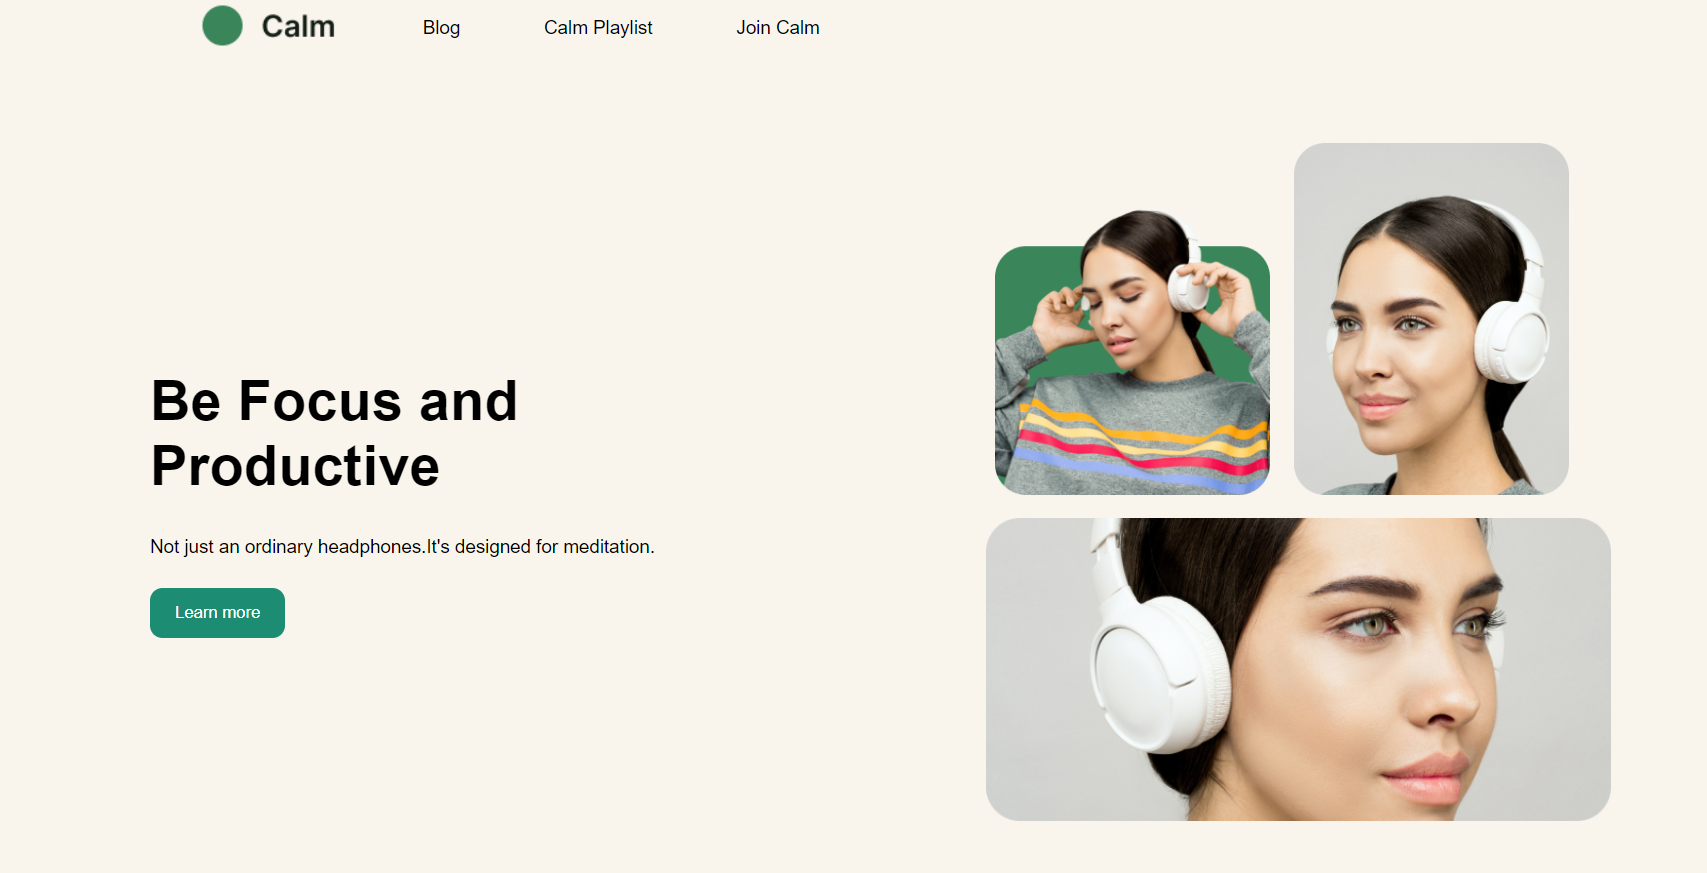 Calm
Blog
Calm Playlist
Join Calm
Be Focus and
Productive
Not just an ordinary headphones.It's designed for meditation.
Learn more